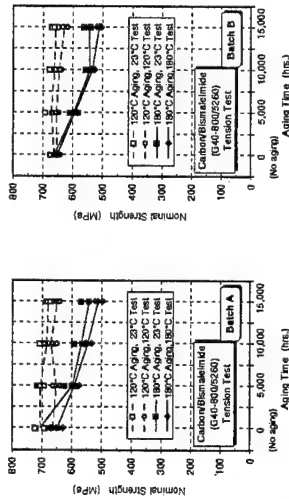 Nominal Strength (MPa)
800
700
600
500
400
300
200
100
0
120°C Aging, 23°C Test
120°C Aging, 120°C Test
180°C Aging, 23°C Test
180°C Aging, 180°C Test
Carbon/Bismaleimide
(G40-800/5260)
Tension Test
Batch A
0
5,000
10,000
15,000
(No aging)
Aging Time (hrs.)
Nominal Strength (MPa)
800
700
600
500
400
300
200
100
0
120°C Aging, 23°C Test
120°C Aging, 120°C Test
180°C Aging, 23°C Test
180°C Aging, 180°C Test
Carbon/Bismaleimide
(G40-800/5260)
Tension Test
Batch B
0
5,000
10,000
15,000
(No aging)
Aging Time (hrs.)